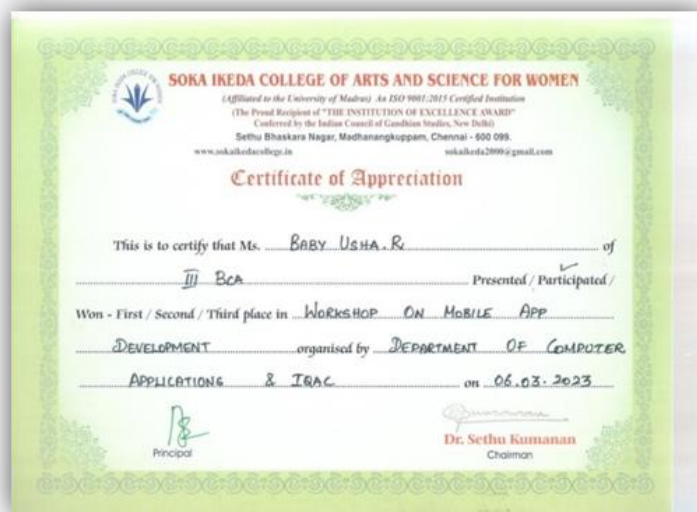 SOKA IKEDA COLLEGE OF ARTS AND SCIENCE FOR WOMEN
(Affiliated to the University of Madras) An ISO 9001:2015 Certified Institution
(The Proud Recipient of "THE INSTITUTION OF EXCELLENCE AWARD"
Conferred by the Indian Council of Gandhian Studies, New Delhi)
Sethu Bhaskara Nagar, Madhanangkuppam, Chennai - 600 099.
www.sokaikedacollege.in sokaikeda2000@gmail.com
Certificate of Appreciation
This is to certify that Ms. BABY USHA.R of
III BCA Presented / Participated /
Won - First / Second / Third place in WORKSHOP ON MOBILE APP
DEVELOPMENT organised by DEPARTMENT OF COMPUTER
APPLICATIONS & IQAC on 06.03.2023
Principal
Dr. Sethu Kumanan
Chairman